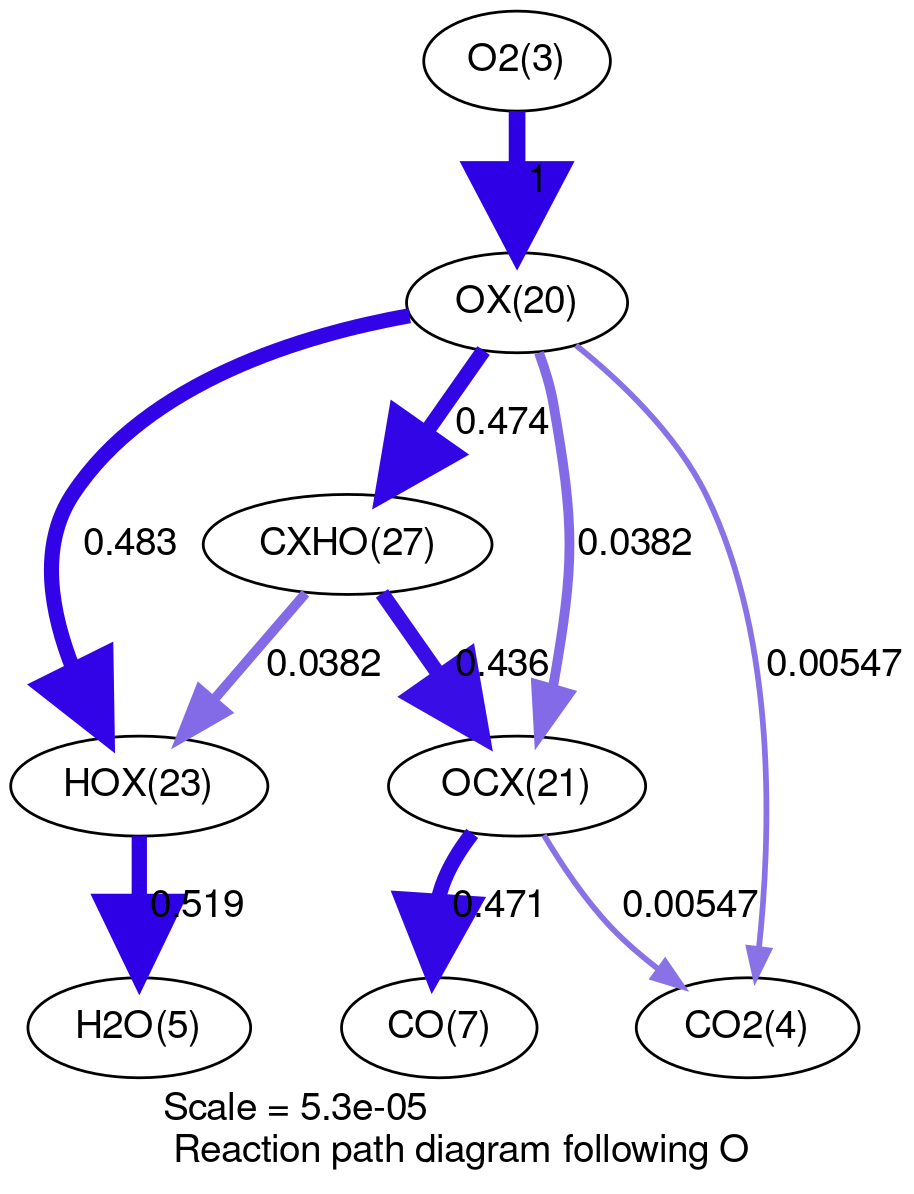 O2(3)
1
OX(20)
0.474
0.483
CXHO(27)
0.0382
0.0382
0.436
0.00547
HOX(23)
OCX(21)
0.519
0.471
0.00547
H2O(5)
CO(7)
CO2(4)
Scale = 5.3e-05
Reaction path diagram following O